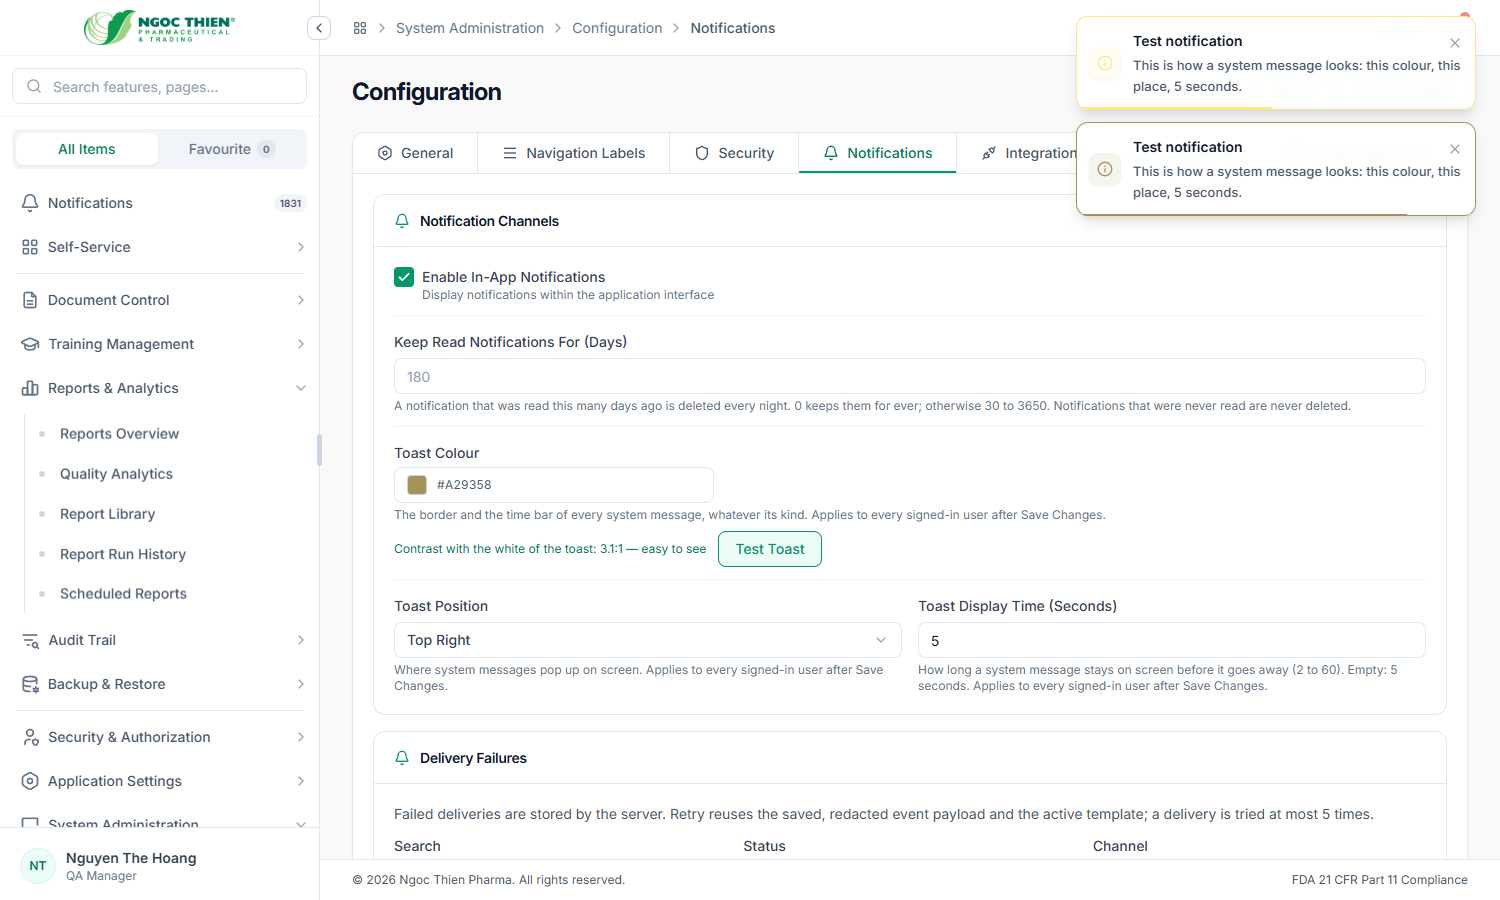 NGOC THIEN®
PHARMACEUTICAL
& TRADING
System Administration
Configuration
Notifications
Search features, pages...
All Items
Favourite 0
Notifications 1831
Self-Service
Document Control
Training Management
Reports & Analytics
Reports Overview
Quality Analytics
Report Library
Report Run History
Scheduled Reports
Audit Trail
Backup & Restore
Security & Authorization
Application Settings
System Administration
NT
Nguyen The Hoang
QA Manager
Configuration
General
Navigation Labels
Security
Notifications
Integration
Test notification
This is how a system message looks: this colour, this
place, 5 seconds.
Test notification
This is how a system message looks: this colour, this
place, 5 seconds.
Notification Channels
Enable In-App Notifications
Display notifications within the application interface
Keep Read Notifications For (Days)
180
A notification that was read this many days ago is deleted every night. 0 keeps them for ever; otherwise 30 to 3650. Notifications that were never read are never deleted.
Toast Colour
#A29358
The border and the time bar of every system message, whatever its kind. Applies to every signed-in user after Save Changes.
Contrast with the white of the toast: 3.1:1 — easy to see
Test Toast
Toast Position
Top Right
Where system messages pop up on screen. Applies to every signed-in user after Save
Changes.
Toast Display Time (Seconds)
5
How long a system message stays on screen before it goes away (2 to 60). Empty: 5
seconds. Applies to every signed-in user after Save Changes.
Delivery Failures
Failed deliveries are stored by the server. Retry reuses the saved, redacted event payload and the active template; a delivery is tried at most 5 times.
Search
Status
Channel
© 2026 Ngoc Thien Pharma. All rights reserved.
FDA 21 CFR Part 11 Compliance